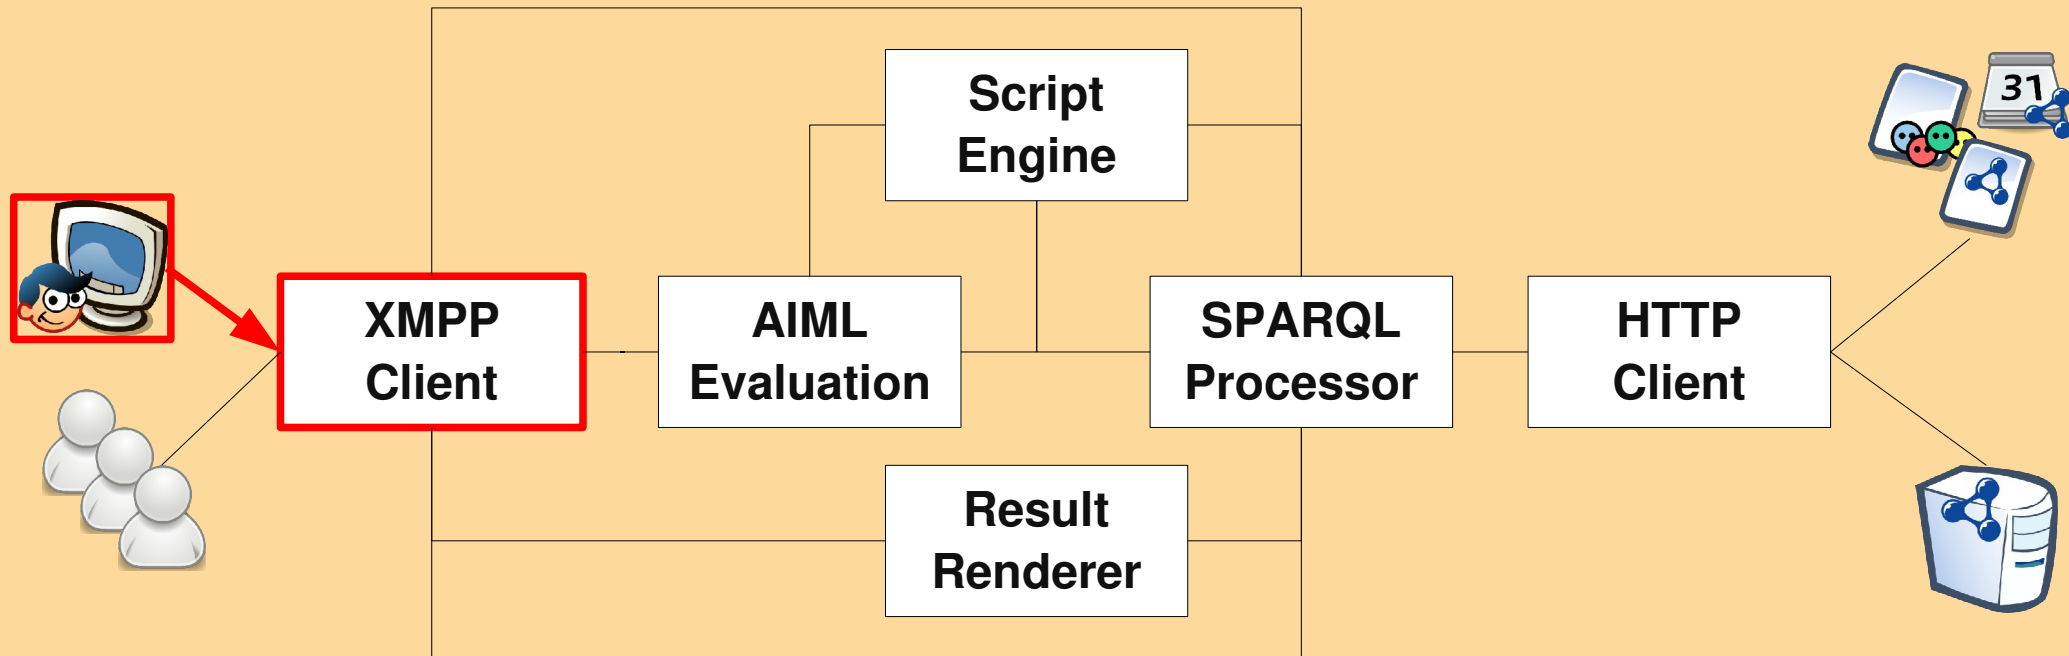 Script
Engine
31
XMPP
Client
AIML
Evaluation
SPARQL
Processor
HTTP
Client
Result
Renderer